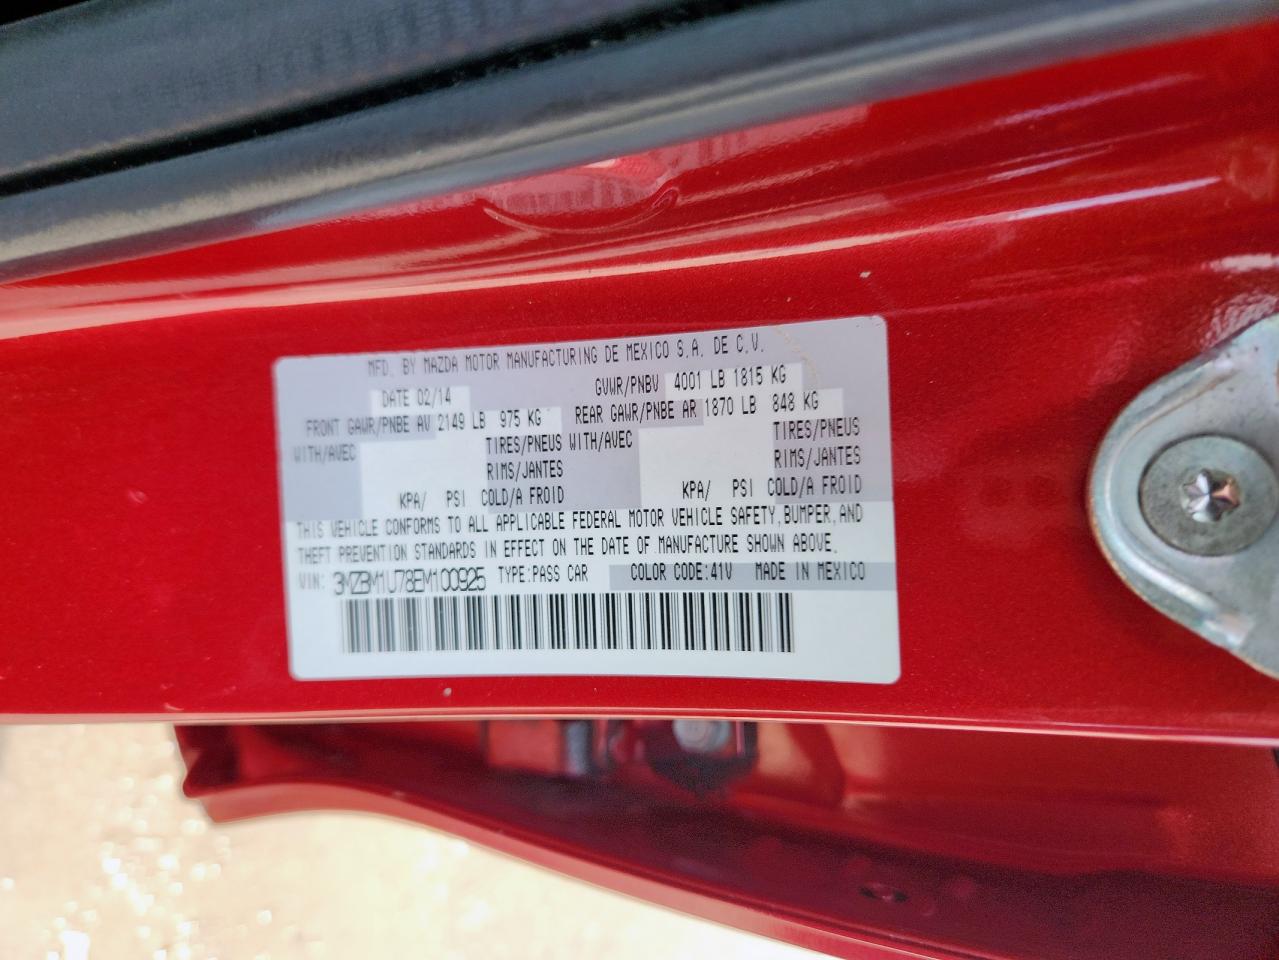 MFD. BY MAZDA MOTOR MANUFACTURING DE MEXICO S.A. DE C.V.
DATE 02/14 GVWR/PNBV 4001 LB 1815 KG
FRONT GAWR/PNBE AV 2149 LB 975 KG REAR GAWR/PNBE AR 1870 LB 848 KG
WITH/AVEC TIRES/PNEUS WITH/AVEC TIRES/PNEUS
RIMS/JANTES RIMS/JANTES
KPA/ PSI COLD/A FROID KPA/ PSI COLD/A FROID
THIS VEHICLE CONFORMS TO ALL APPLICABLE FEDERAL MOTOR VEHICLE SAFETY, BUMPER, AND
THEFT PREVENTION STANDARDS IN EFFECT ON THE DATE OF MANUFACTURE SHOWN ABOVE.
VIN: 3MZBM1U78EM100925 TYPE:PASS CAR COLOR CODE:41V MADE IN MEXICO